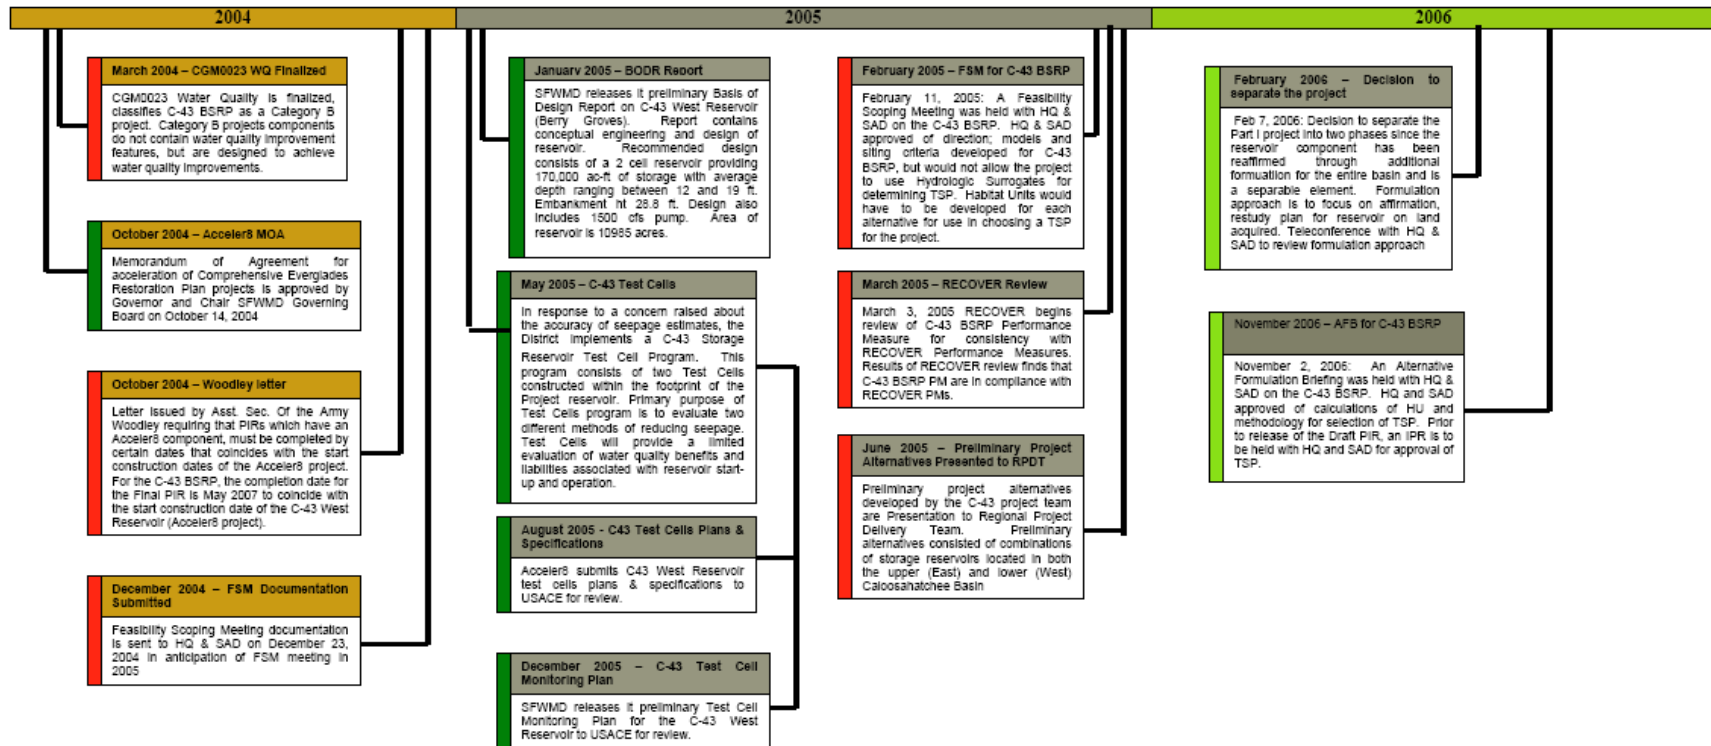 2004
2005
2006
March 2004 – CGM0023 WQ Finalized
CGM0023 Water Quality is finalized,
classifies C-43 BSRP as a Category B
project. Category B projects components
do not contain water quality improvement
features, but are designed to achieve
water quality improvements.
October 2004 – Acceler8 MOA
Memorandum of Agreement for
acceleration of Comprehensive Everglades
Restoration Plan projects is approved by
Governor and Chair SFWMD Governing
Board on October 14, 2004
October 2004 – Woodley letter
Letter issued by Asst. Sec. Of the Army
Woodley requiring that PIRs which have an
Acceler8 component, must be completed by
certain dates that coincides with the start
construction dates of the Acceler8 project.
For the C-43 BSRP, the completion date for
the Final PIR is May 2007 to coincide with
the start construction date of the C-43 West
Reservoir (Acceler8 project).
December 2004 – FSM Documentation
Submitted
Feasibility Scoping Meeting documentation
is sent to HQ & SAD on December 23,
2004 in anticipation of FSM meeting in
2005
January 2005 – BODR Report
SFWMD releases it preliminary Basis of
Design Report on C-43 West Reservoir
(Berry Groves). Report contains
conceptual engineering and design of
reservoir. Recommended design
consists of a 2 cell reservoir providing
170,000 ac-ft of storage with average
depth ranging between 12 and 19 ft.
Embankment ht 28.8 ft. Design also
includes 1500 cfs pump. Area of
reservoir is 10985 acres.
May 2005 – C-43 Test Cells
In response to a concern raised about
the accuracy of seepage estimates, the
District implements a C-43 Storage
Reservoir Test Cell Program. This
program consists of two Test Cells
constructed within the footprint of the
Project reservoir. Primary purpose of
Test Cells program is to evaluate two
different methods of reducing seepage.
Test Cells will provide a limited
evaluation of water quality benefits and
liabilities associated with reservoir start-
up and operation.
August 2005 - C43 Test Cells Plans &
Specifications
Acceler8 submits C43 West Reservoir
test cells plans & specifications to
USACE for review.
December 2005 – C-43 Test Cell
Monitoring Plan
SFWMD releases it preliminary Test Cell
Monitoring Plan for the C-43 West
Reservoir to USACE for review.
February 2005 – FSM for C-43 BSRP
February 11, 2005: A Feasibility
Scoping Meeting was held with HQ &
SAD on the C-43 BSRP. HQ & SAD
approved of direction; models and
siting criteria developed for C-43
BSRP, but would not allow the project
to use Hydrologic Surrogates for
determining TSP. Habitat Units would
have to be developed for each
alternative for use in choosing a TSP
for the project.
March 2005 – RECOVER Review
March 3, 2005 RECOVER begins
review of C-43 BSRP Performance
Measure for consistency with
RECOVER Performance Measures.
Results of RECOVER review finds that
C-43 BSRP PM are in compliance with
RECOVER PMs.
June 2005 – Preliminary Project
Alternatives Presented to RPDT
Preliminary project alternatives
developed by the C-43 project team
are Presentation to Regional Project
Delivery Team. Preliminary
alternatives consisted of combinations
of storage reservoirs located in both
the upper (East) and lower (West)
Caloosahatchee Basin
February 2006 – Decision to
separate the project
Feb 7, 2006: Decision to separate the
Part I project into two phases since the
reservoir component has been
reaffirmed through additional
formuatlion for the entire basin and is
a separable element. Formulation
approach is to focus on affirmation,
restudy plan for reservoir on land
acquired. Teleconference with HQ &
SAD to review formulation approach
November 2006 – AFB for C-43 BSRP
November 2, 2006: An Alternative
Formulation Briefing was held with HQ &
SAD on the C-43 BSRP. HQ and SAD
approved of calculations of HU and
methodology for selection of TSP. Prior
to release of the Draft PIR, an IPR is to
be held with HQ and SAD for approval of
TSP.